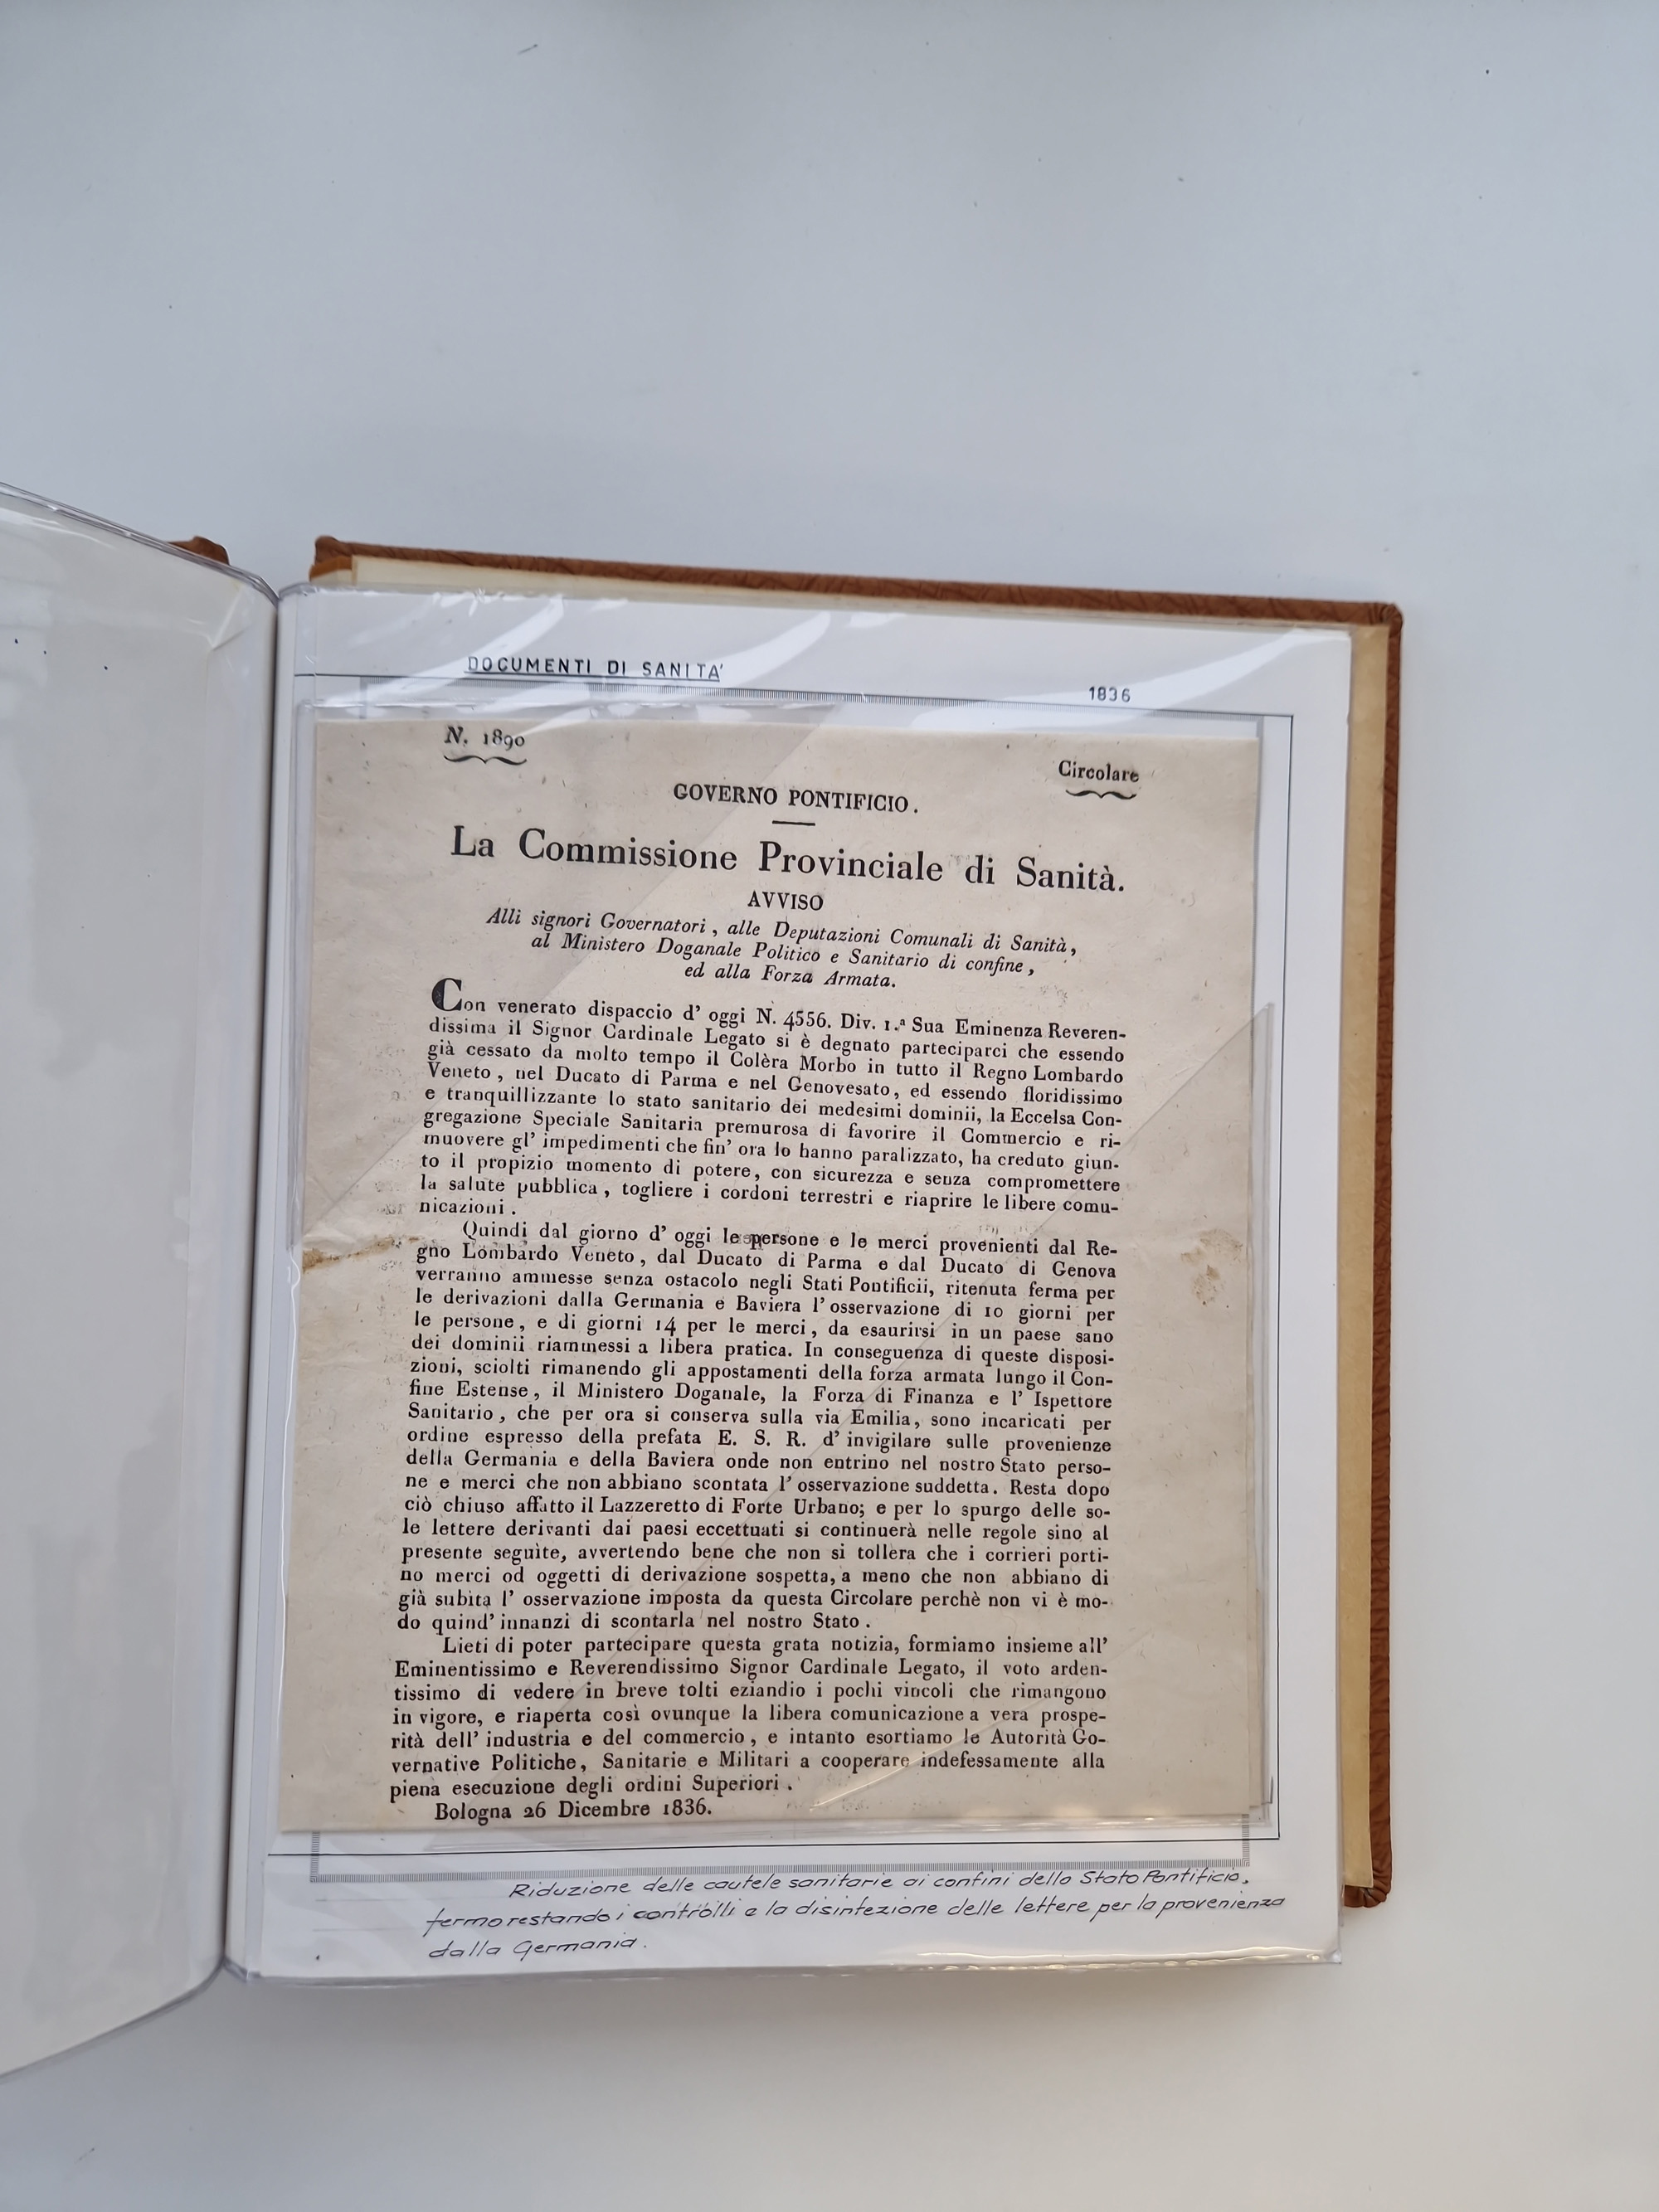 DOCUMENTI DI SANITA'
1836
N. 1890
Circolare
GOVERNO PONTIFICIO.
La Commissione Provinciale di Sanità.
AVVISO
Alli signori Governatori, alle Deputazioni Comunali di Sanità,
al Ministero Doganale Politico e Sanitario di confine,
ed alla Forza Armata.
Con venerato dispaccio d' oggi N. 4556. Div. 1.ª Sua Eminenza Reveren-
dissima il Signor Cardinale Legato si è degnato parteciparci che essendo
già cessato da molto tempo il Colèra Morbo in tutto il Regno Lombardo
Veneto, nel Ducato di Parma e nel Genovesato, ed essendo floridissimo
e tranquillizzante lo stato sanitario dei medesimi dominii, la Eccelsa Con-
gregazione Speciale Sanitaria premurosa di favorire il Commercio e ri-
muovere gl' impedimenti che fin' ora lo hanno paralizzato, ha creduto giun-
to il propizio momento di potere, con sicurezza e senza compromettere
la salute pubblica, togliere i cordoni terrestri e riaprire le libere comu-
nicazioni.
Quindi dal giorno d' oggi le persone e le merci provenienti dal Re-
gno Lombardo Veneto, dal Ducato di Parma e dal Ducato di Genova
verranno ammesse senza ostacolo negli Stati Pontificii, ritenuta ferma per
le derivazioni dalla Germania e Baviera l' osservazione di 10 giorni per
le persone, e di giorni 14 per le merci, da esaurirsi in un paese sano
dei dominii riammessi a libera pratica. In conseguenza di queste disposi-
zioni, sciolti rimanendo gli appostamenti della forza armata lungo il Con-
fine Estense, il Ministero Doganale, la Forza di Finanza e l' Ispettore
Sanitario, che per ora si conserva sulla via Emilia, sono incaricati per
ordine espresso della prefata E. S. R. d' invigilare sulle provenienze
della Germania e della Baviera onde non entrino nel nostro Stato perso-
ne e merci che non abbiano scontata l' osservazione suddetta. Resta dopo
ciò chiuso affatto il Lazzeretto di Forte Urbano; e per lo spurgo delle so-
le lettere derivanti dai paesi eccettuati si continuerà nelle regole sino al
presente seguite, avvertendo bene che non si tollera che i corrieri porti-
no merci od oggetti di derivazione sospetta, a meno che non abbiano di
già subita l' osservazione imposta da questa Circolare perchè non vi è mo-
do quind' innanzi di scontarla nel nostro Stato.
Lieti di poter partecipare questa grata notizia, formiamo insieme all'
Eminentissimo e Reverendissimo Signor Cardinale Legato, il voto arden-
tissimo di vedere in breve tolti eziandio i pochi vincoli che rimangono
in vigore, e riaperta così ovunque la libera comunicazione a vera prospe-
rità dell' industria e del commercio, e intanto esortiamo le Autorità Go-
vernative Politiche, Sanitarie e Militari a cooperare indefessamente alla
piena esecuzione degli ordini Superiori.
Bologna 26 Dicembre 1836.
Riduzione delle cautele sanitarie ai confini dello Stato Pontificio,
fermo restando i controlli e la disinfezione delle lettere per la provenienza
dalla Germania.